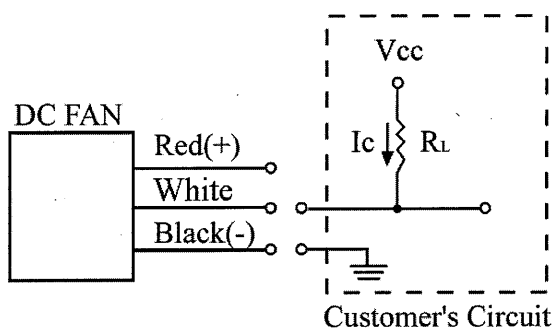 Vcc
DC FAN
Red(+)
Ic
RL
White
Black(-)
Customer's Circuit